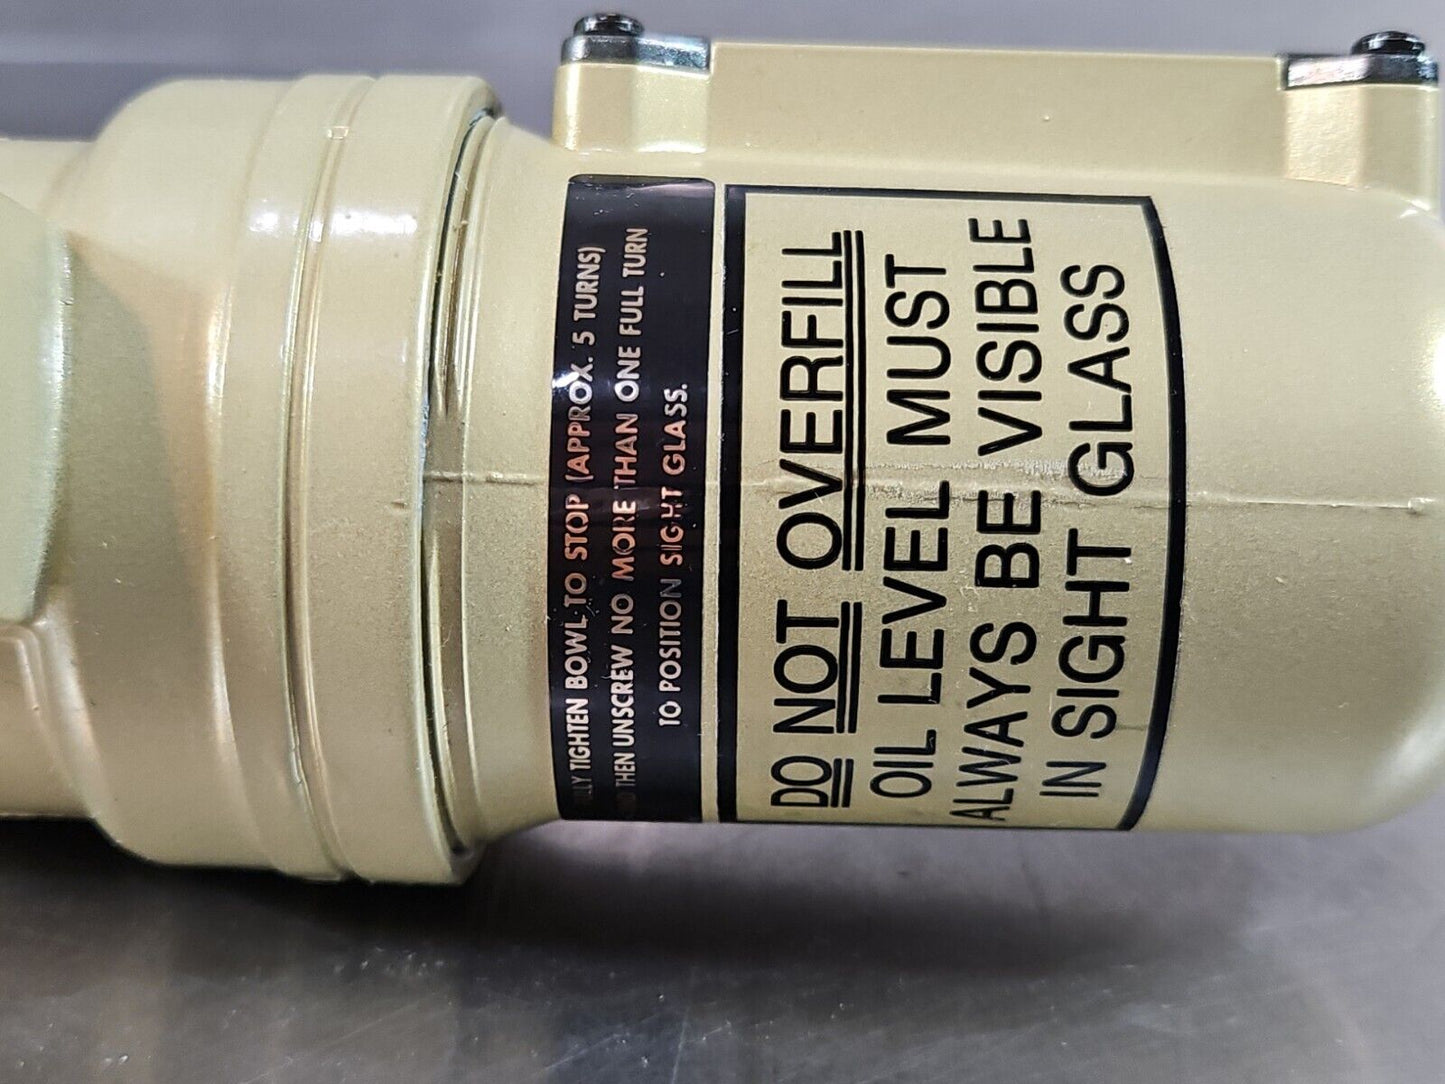 TIGHTEN BOWL TO STOP (APPROX. 5 TURNS)
THEN UNSCREW NO MORE THAN ONE FULL TURN
TO POSITION SIGHT GLASS.
DO NOT OVERFILL
OIL LEVEL MUST
ALWAYS BE VISIBLE
IN SIGHT GLASS